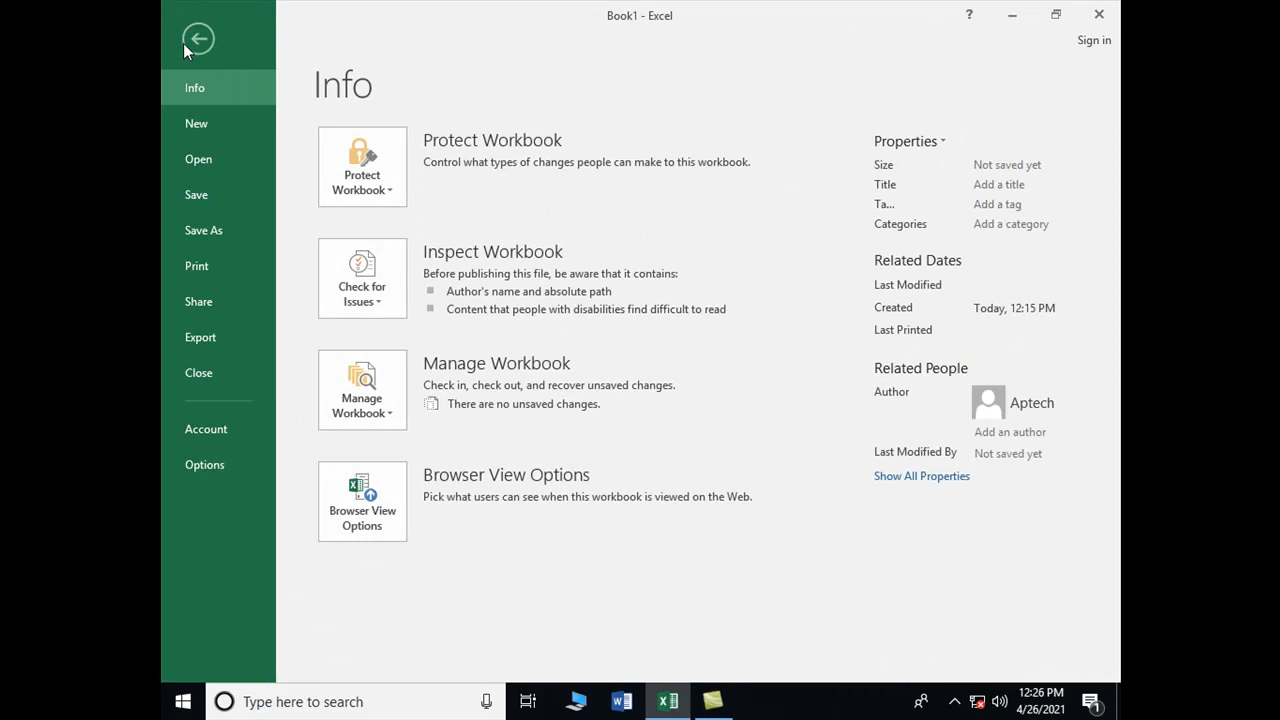 Book1 - Excel
?
Sign in
Info
New
Open
Save
Save As
Print
Share
Export
Close
Account
Options
Info
Protect Workbook
Protect Workbook
Control what types of changes people can make to this workbook.
Check for Issues
Inspect Workbook
Before publishing this file, be aware that it contains:
Author's name and absolute path
Content that people with disabilities find difficult to read
Manage Workbook
Manage Workbook
Check in, check out, and recover unsaved changes.
There are no unsaved changes.
Browser View Options
Browser View Options
Pick what users can see when this workbook is viewed on the Web.
Properties
Size Not saved yet
Title Add a title
Ta... Add a tag
Categories Add a category
Related Dates
Last Modified
Created Today, 12:15 PM
Last Printed
Related People
Author Aptech
Add an author
Last Modified By Not saved yet
Show All Properties
Type here to search
12:26 PM
4/26/2021
1